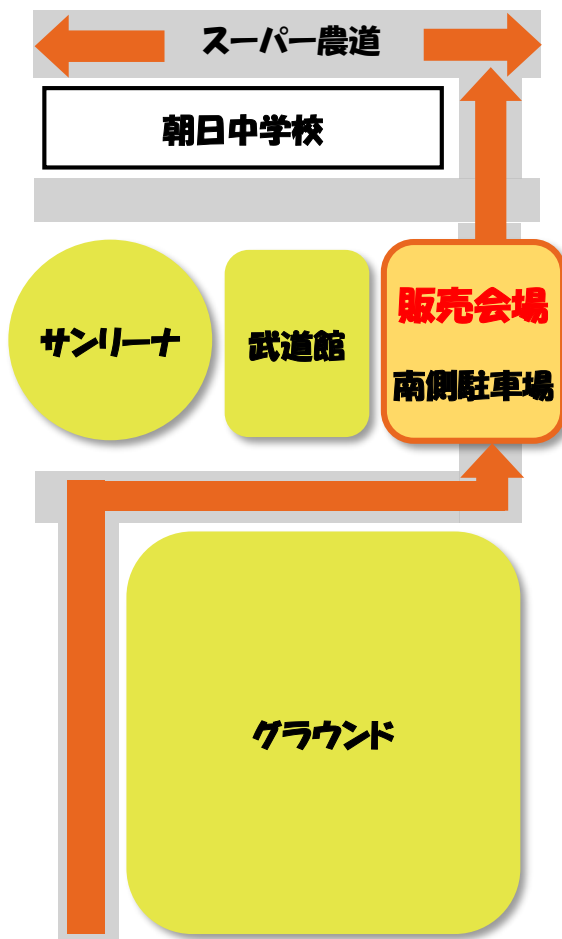 スーパー農道
朝日中学校
サンリーナ
武道館
販売会場
南側駐車場
グラウンド